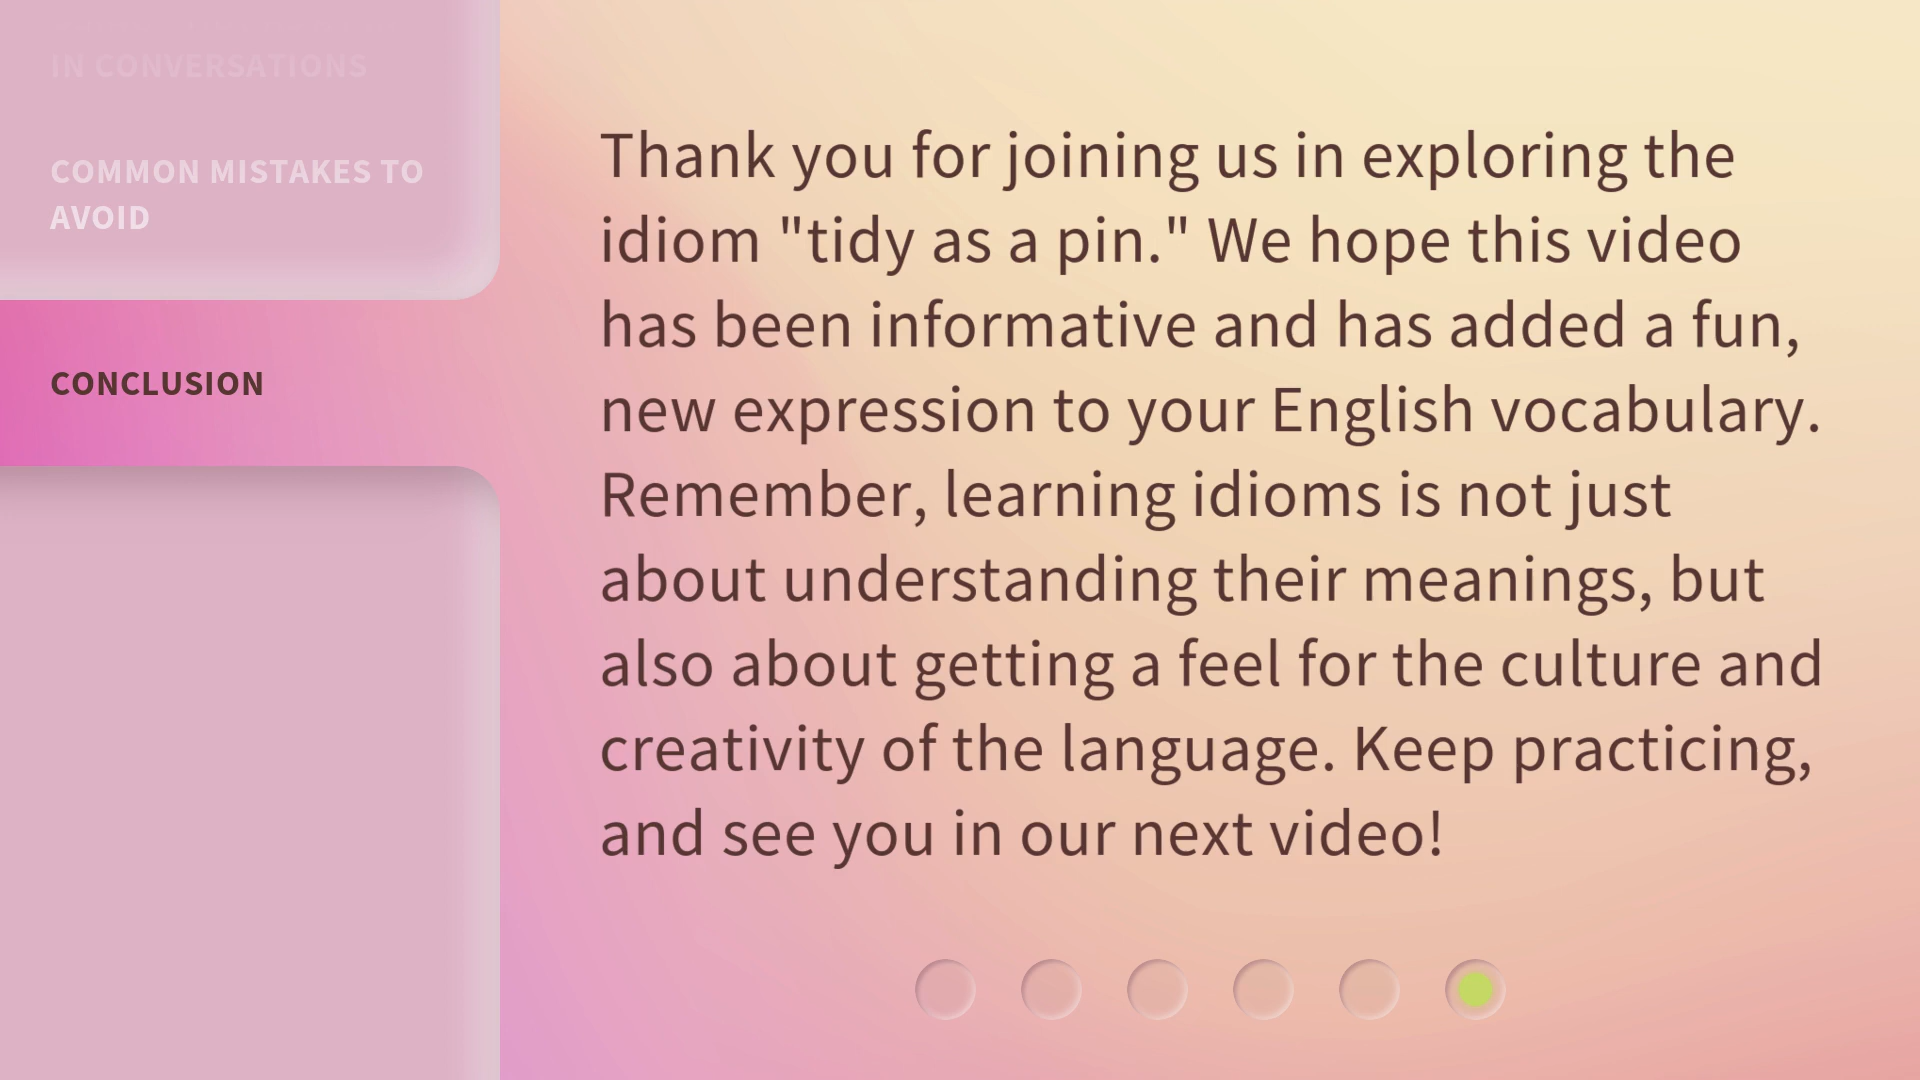 IN CONVERSATIONS
COMMON MISTAKES TO
AVOID
CONCLUSION
Thank you for joining us in exploring the
idiom "tidy as a pin." We hope this video
has been informative and has added a fun,
new expression to your English vocabulary.
Remember, learning idioms is not just
about understanding their meanings, but
also about getting a feel for the culture and
creativity of the language. Keep practicing,
and see you in our next video!